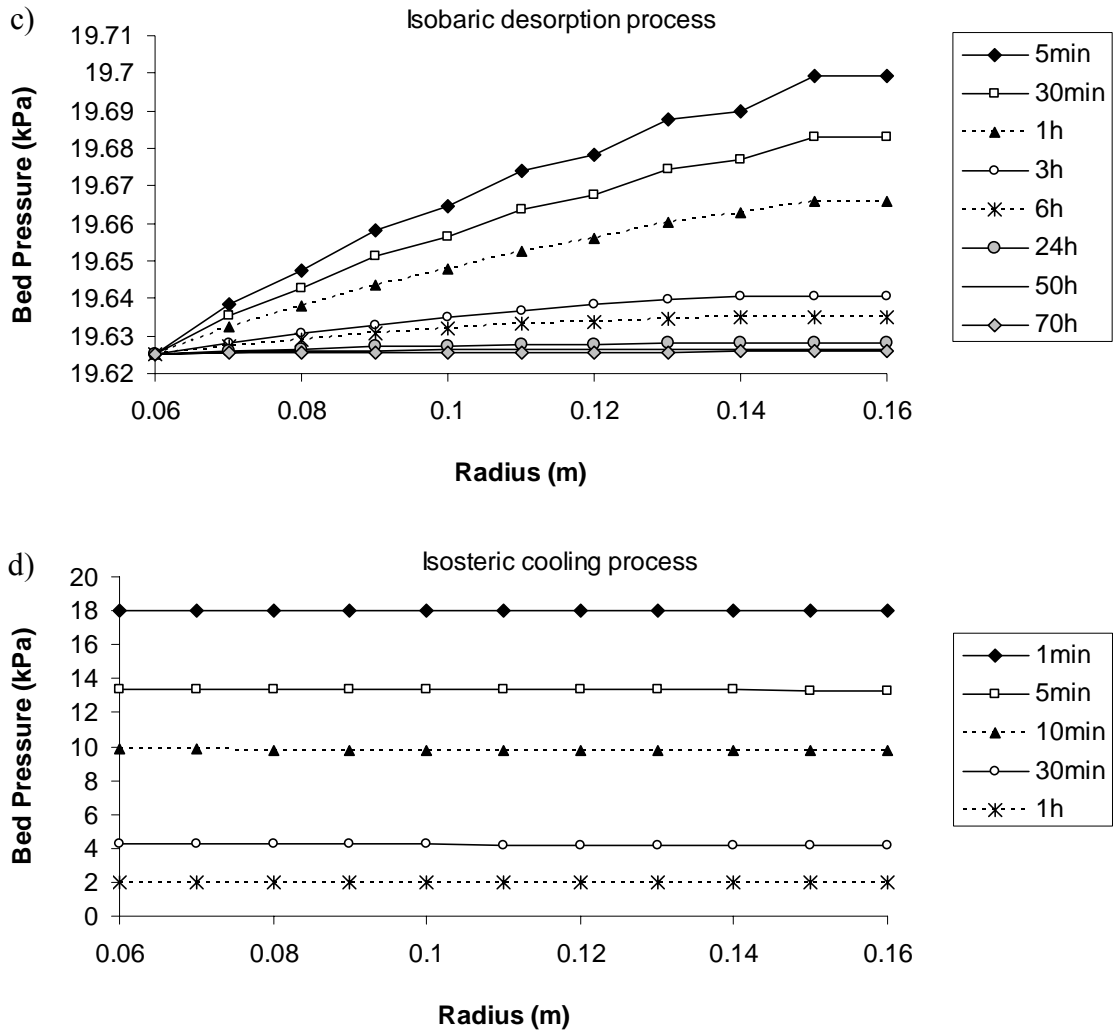 c)
Isobaric desorption process
19.71
19.7
19.69
19.68
19.67
19.66
19.65
19.64
19.63
19.62
Bed Pressure (kPa)
0.06
0.08
0.1
0.12
0.14
0.16
Radius (m)
5min
30min
1h
3h
6h
24h
50h
70h
d)
Isosteric cooling process
20
18
16
14
12
10
8
6
4
2
0
Bed Pressure (kPa)
0.06
0.08
0.1
0.12
0.14
0.16
Radius (m)
1min
5min
10min
30min
1h